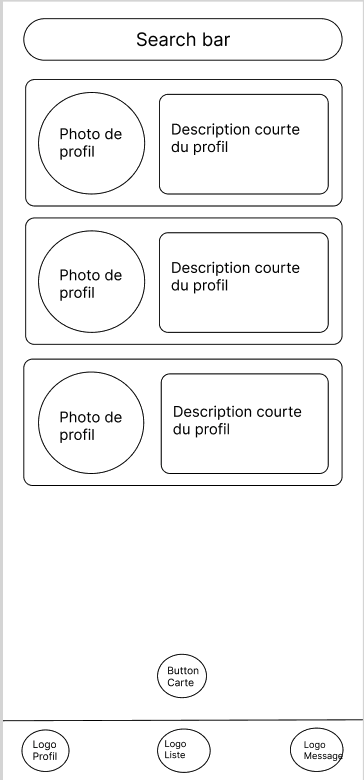 Search bar
Photo de
profil
Description courte
du profil
Photo de
profil
Description courte
du profil
Photo de
profil
Description courte
du profil
Button
Carte
Logo
Profil
Logo
Liste
Logo
Message